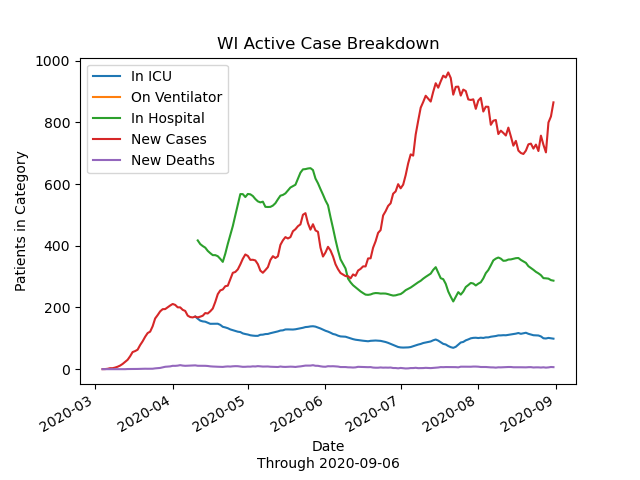 WI Active Case Breakdown
In ICU
On Ventilator
In Hospital
New Cases
New Deaths
Patients in Category
1000
800
600
400
200
0
2020-03
2020-04
2020-05
2020-06
2020-07
2020-08
2020-09
Date
Through 2020-09-06